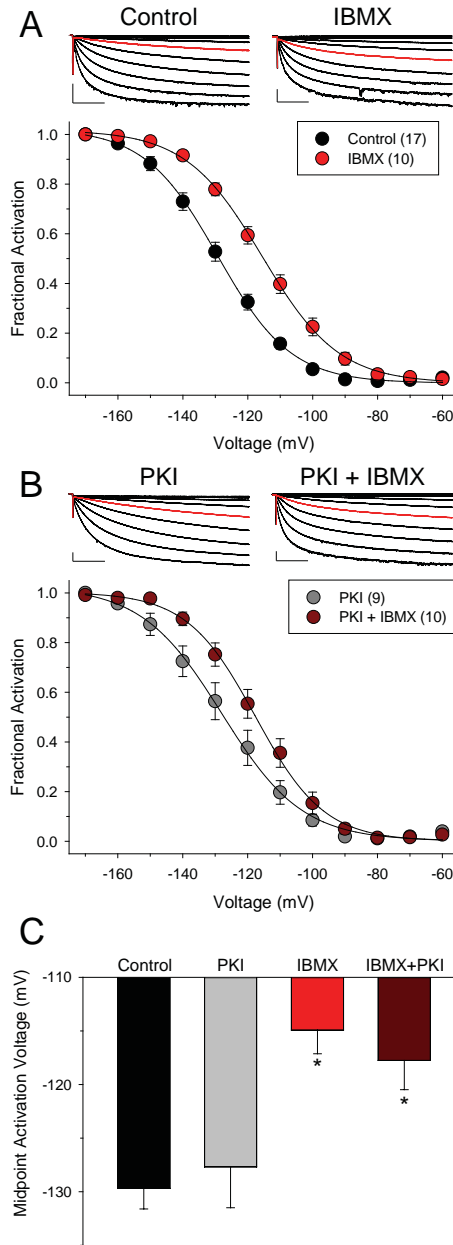 A
Control
IBMX
Control (17)
IBMX (10)
Fractional Activation
1.0
0.8
0.6
0.4
0.2
0.0
-160 -140 -120 -100 -80 -60
Voltage (mV)
B
PKI
PKI + IBMX
PKI (9)
PKI + IBMX (10)
Fractional Activation
1.0
0.8
0.6
0.4
0.2
0.0
-160 -140 -120 -100 -80 -60
Voltage (mV)
C
Control PKI IBMX IBMX+PKI
Midpoint Activation Voltage (mV)
-110
-120
-130
*
*